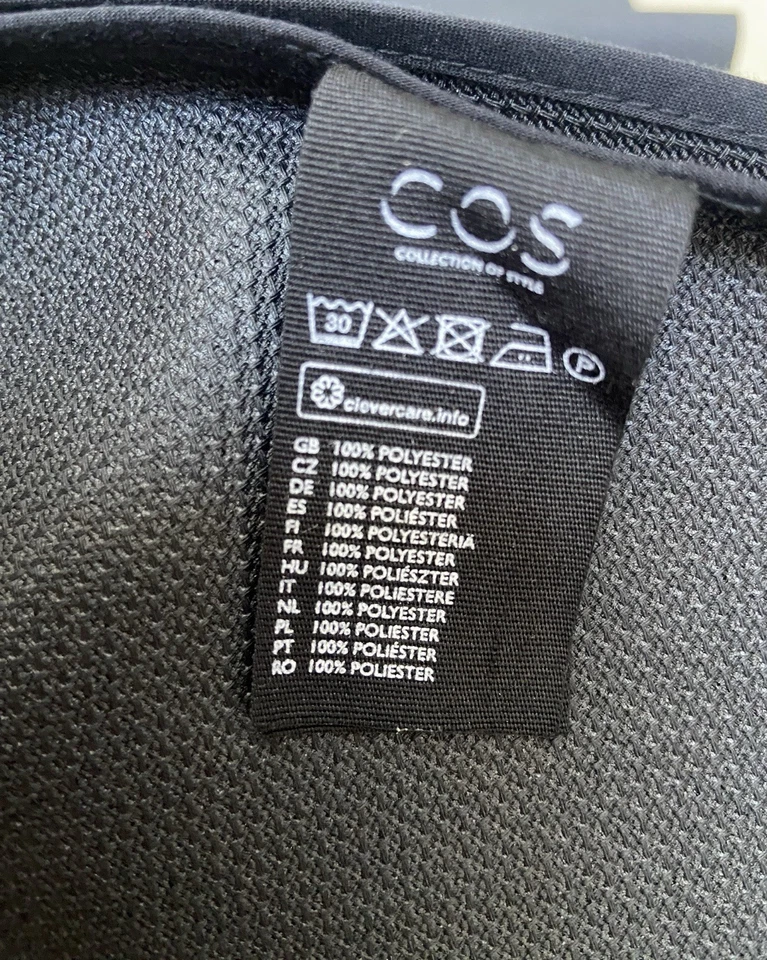 COS
COLLECTION OF STYLE
30
P
clevercare.info
GB 100% POLYESTER
CZ 100% POLYESTER
DE 100% POLYESTER
ES 100% POLIÉSTER
FI 100% POLYESTERIÄ
FR 100% POLYESTER
HU 100% POLIÉSZTER
IT 100% POLIESTERE
NL 100% POLYESTER
PL 100% POLIESTER
PT 100% POLIÉSTER
RO 100% POLIESTER